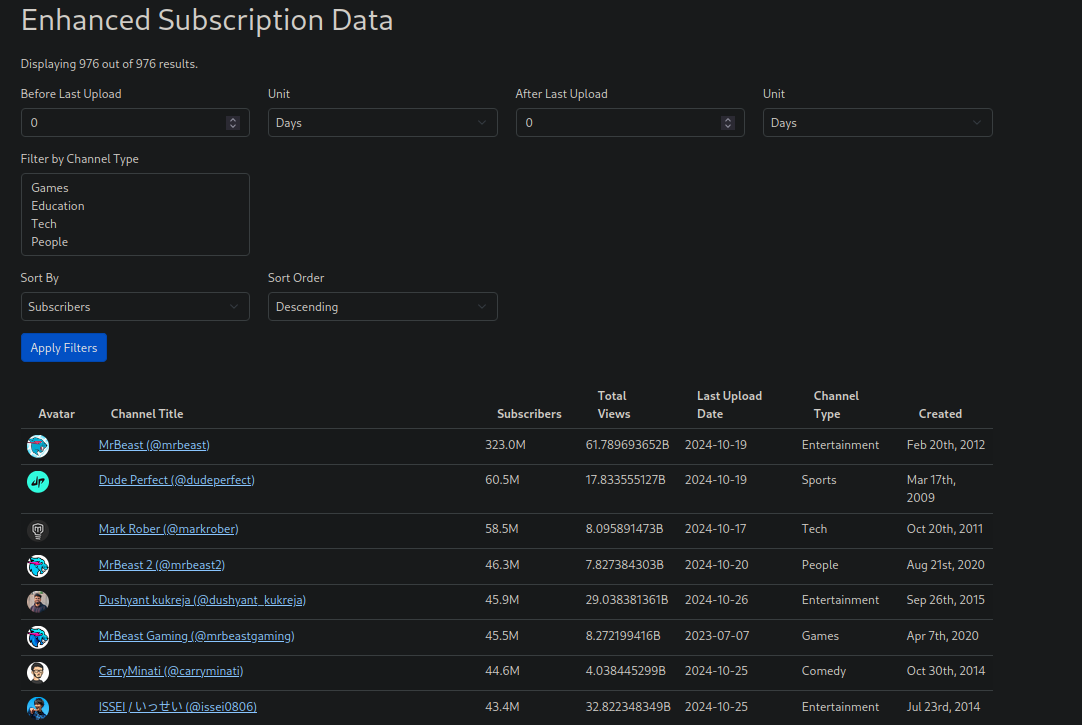 Enhanced Subscription Data
Displaying 976 out of 976 results.
Before Last Upload Unit After Last Upload Unit
0 Days 0 Days
Filter by Channel Type
Games
Education
Tech
People
Sort By Sort Order
Subscribers Descending
Apply Filters
Avatar Channel Title Subscribers Total Views Last Upload Date Channel Type Created
MrBeast (@mrbeast) 323.0M 61.789693652B 2024-10-19 Entertainment Feb 20th, 2012
Dude Perfect (@dudeperfect) 60.5M 17.833555127B 2024-10-19 Sports Mar 17th, 2009
Mark Rober (@markrober) 58.5M 8.095891473B 2024-10-17 Tech Oct 20th, 2011
MrBeast 2 (@mrbeast2) 46.3M 7.827384303B 2024-10-20 People Aug 21st, 2020
Dushyant kukreja (@dushyant_kukreja) 45.9M 29.038381361B 2024-10-26 Entertainment Sep 26th, 2015
MrBeast Gaming (@mrbeastgaming) 45.5M 8.272199416B 2023-07-07 Games Apr 7th, 2020
CarryMinati (@carryminati) 44.6M 4.038445299B 2024-10-25 Comedy Oct 30th, 2014
ISSEI / いっせい (@issei0806) 43.4M 32.822348349B 2024-10-25 Entertainment Jul 23rd, 2014